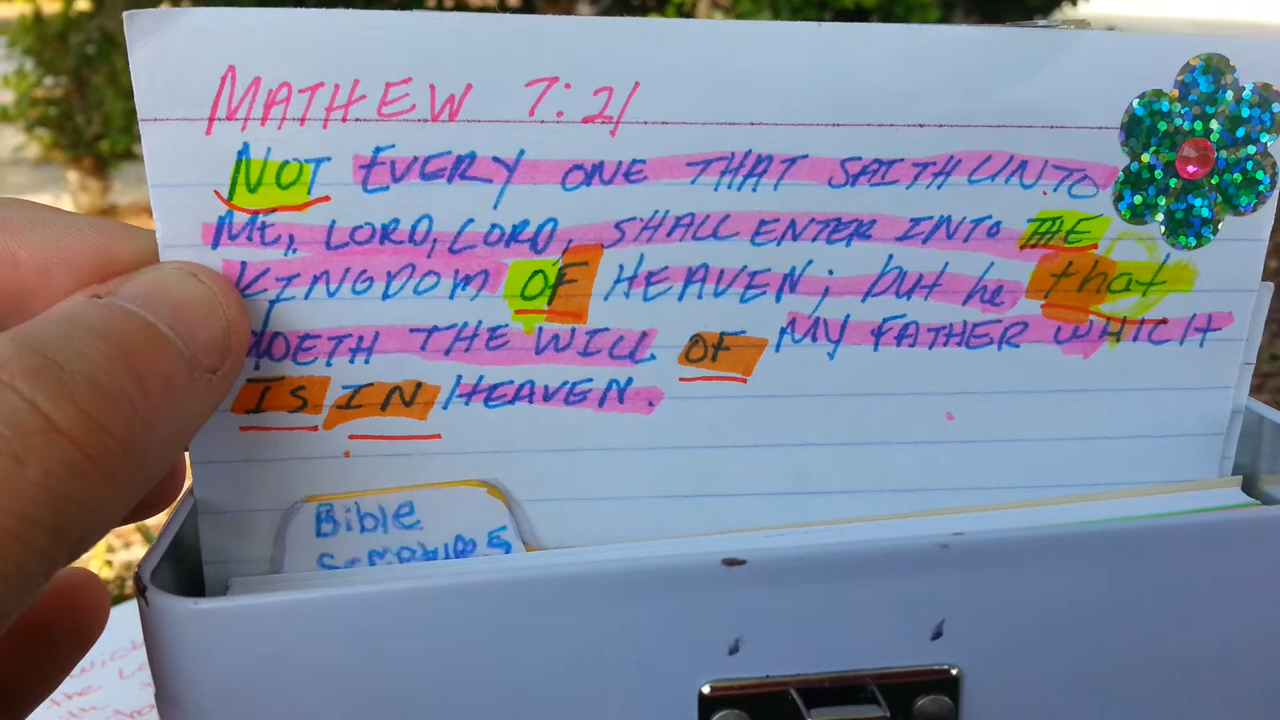 MATHEW 7:21
NOT EVERY ONE THAT SAITH UNTO
ME, LORD, LORD, SHALL ENTER INTO THE
KINGDOM OF HEAVEN; but he that
DOETH THE WILL OF MY FATHER WHICH
IS IN HEAVEN.
Bible